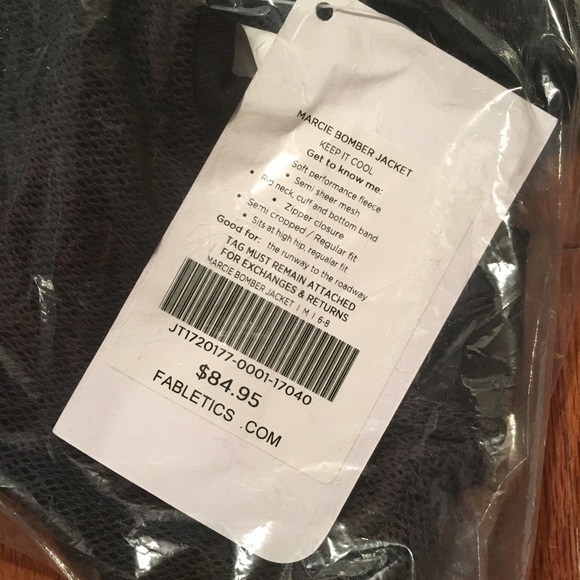 MARCIE BOMBER JACKET
KEEP IT COOL
Get to know me:
Soft performance fleece
• Semi sheer mesh
• Rib neck, cuff and bottom band
• Zipper closure
• Semi cropped / Regular fit
• Sits at high hip, regualar fit
Good for: the runway to the roadway
TAG MUST REMAIN ATTACHED
FOR EXCHANGES & RETURNS
MARCIE BOMBER JACKET | M | 6-8
JT1720177-0001-17040
$84.95
FABLETICS .COM